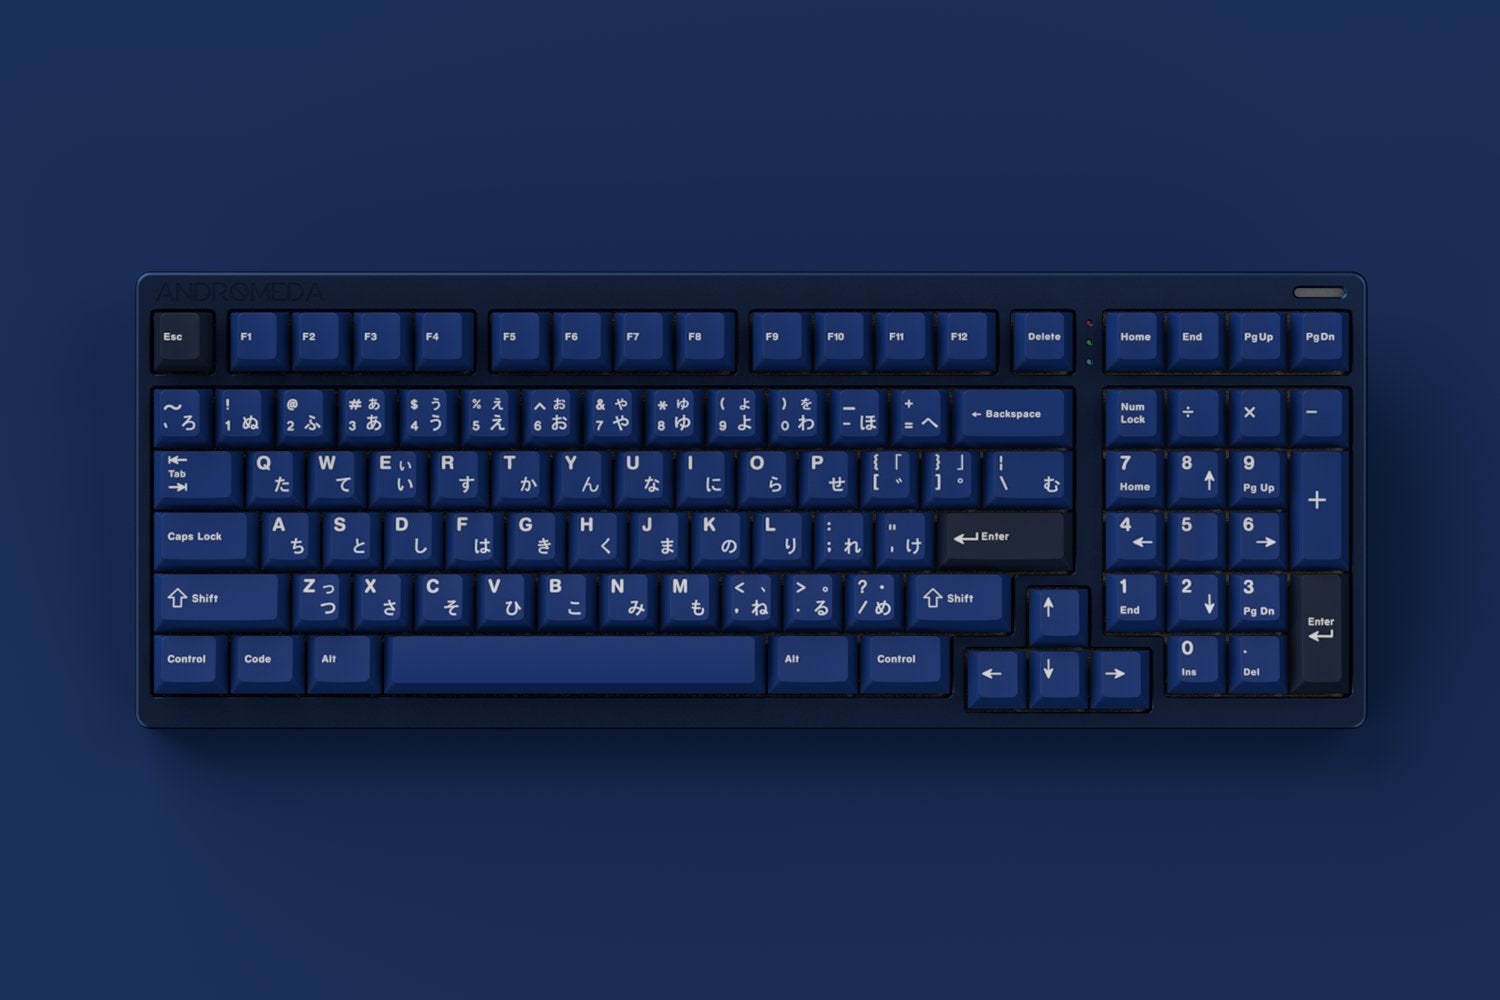 ANDROMEDA
Esc F1 F2 F3 F4 F5 F6 F7 F8 F9 F10 F11 F12 Delete Home End PgUp PgDn
~ ! @ # ぁ $ ぅ % ぇ ^ ぉ & ゃ * ゅ ( ょ ) を _ +
` ろ 1 ぬ 2 ふ 3 あ 4 う 5 え 6 お 7 や 8 ゆ 9 よ 0 わ - ほ = へ ← Backspace Num Lock ÷ × −
Tab Q た W て E ぃ い R す T か Y ん U な I に O ら P せ { 「 [ ゛ } 」 ] ゜ ¦ \ む 7 Home 8 ↑ 9 Pg Up +
Caps Lock A ち S と D し F は G き H く J ま K の L り : ; れ " ' け Enter 4 ← 5 6 →
Shift Z っ つ X さ C そ V ひ B こ N み M も < 、 , ね > 。 . る ? ・ / め Shift ↑ 1 End 2 ↓ 3 Pg Dn Enter
Control Code Alt Alt Control ← ↓ → 0 Ins . Del